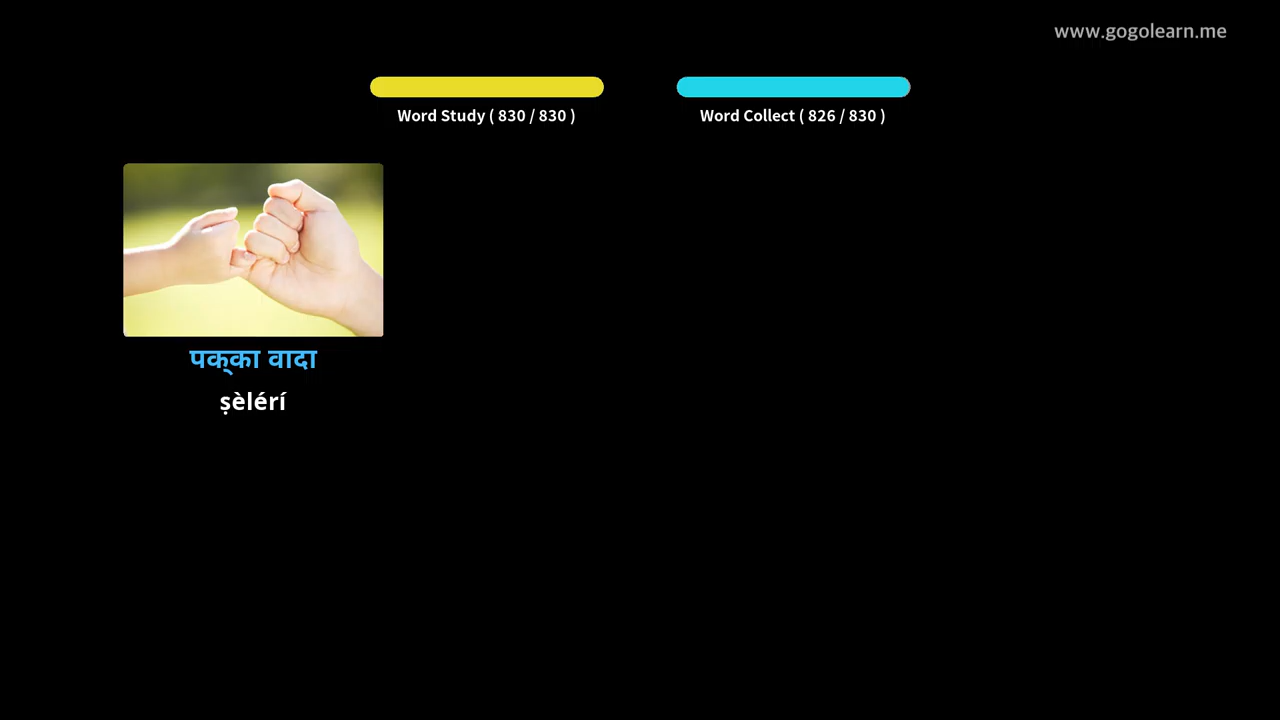 www.gogolearn.me
Word Study ( 830 / 830 )
Word Collect ( 826 / 830 )
पक्‌का वादा
ṣèlérí